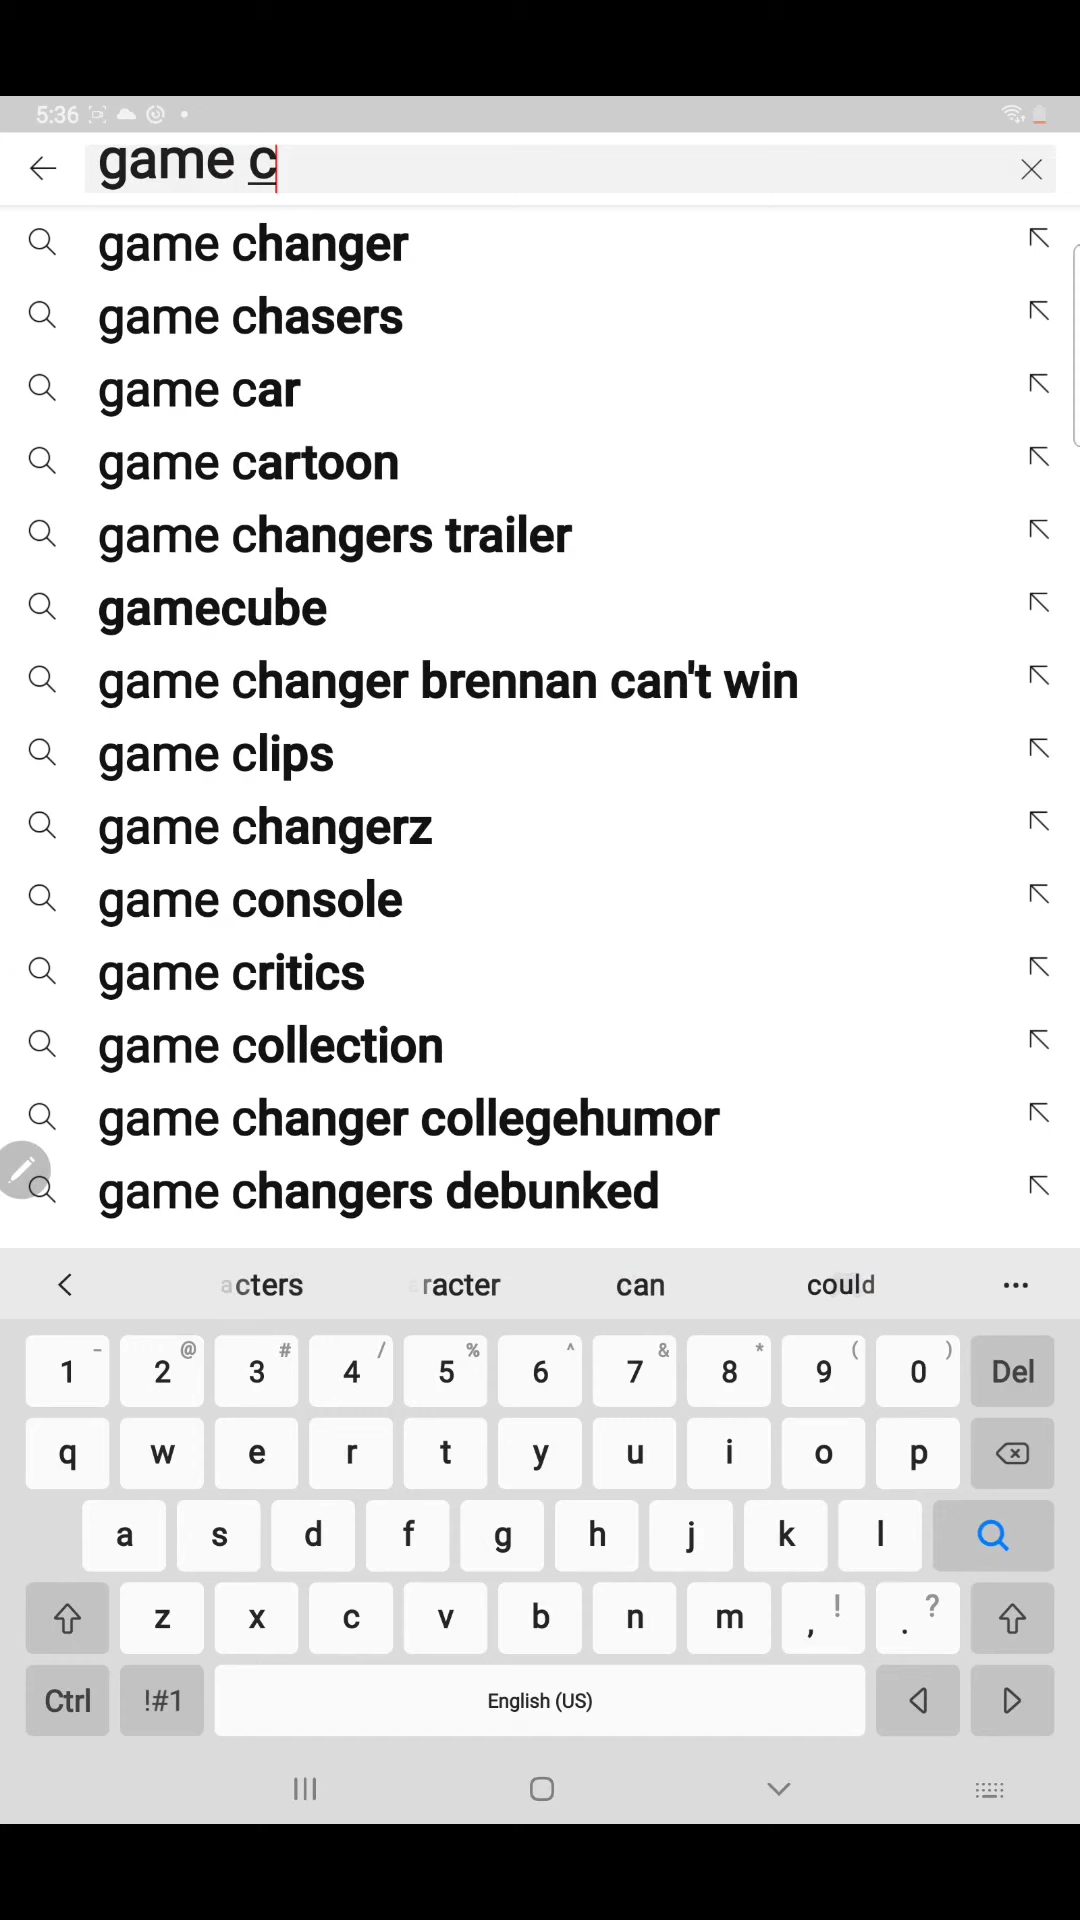 5:36
game c
game changer
game chasers
game car
game cartoon
game changers trailer
gamecube
game changer brennan can't win
game clips
game changerz
game console
game critics
game collection
game changer collegehumor
game changers debunked
acters racter can could ...
1 - 2 @ 3 # 4 / 5 % 6 ^ 7 & 8 * 9 ( 0 ) Del
q w e r t y u i o p
a s d f g h j k l
z x c v b n m , ! . ?
Ctrl !#1 English (US)